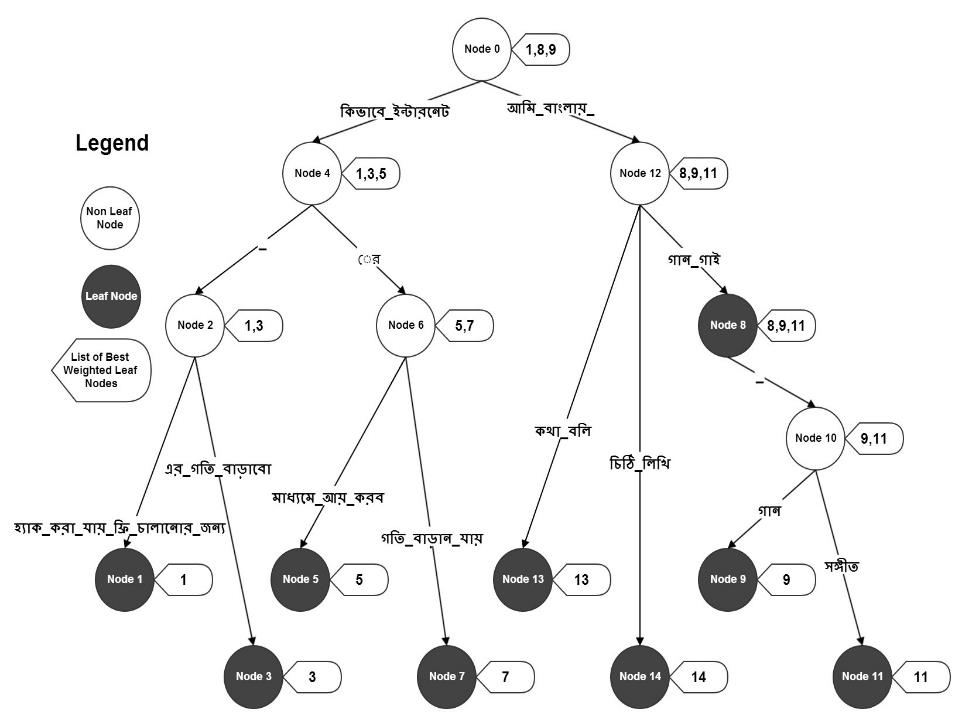 Node 0
1,8,9
কিভাবে_ইন্টারনেট
আমি_বাংলায়_
Legend
Node 4
1,3,5
Node 12
8,9,11
Non Leaf
Node
_
ের
গান_গাই
Leaf Node
Node 2
1,3
Node 6
5,7
Node 8
8,9,11
List of Best
Weighted Leaf
Nodes
_
Node 10
9,11
কথা_বলি
চিঠি_লিখি
এর_গতি_বাড়াবো
মাধ্যমে_আয়_করব
গান
হ্যাক_করা_যায়_ফ্রি_চালানোর_জন্য
গতি_বাড়ান_যায়
সঙ্গীত
Node 1
1
Node 5
5
Node 13
13
Node 9
9
Node 3
3
Node 7
7
Node 14
14
Node 11
11